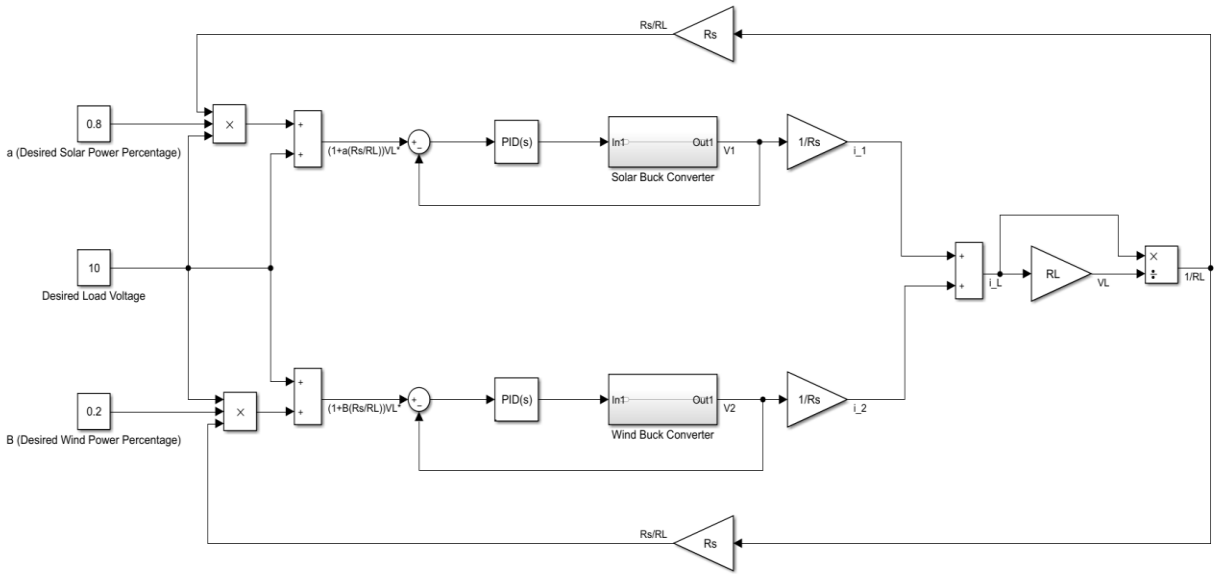 Rs/RL
Rs
0.8
×
+
+
(1+a(Rs/RL))VL*
+
−
PID(s)
In1
Out1
V1
1/Rs
i_1
a (Desired Solar Power Percentage)
Solar Buck Converter
10
Desired Load Voltage
+
+
i_L
RL
VL
×
÷
1/RL
0.2
×
+
+
(1+B(Rs/RL))VL*
+
−
PID(s)
In1
Out1
V2
1/Rs
i_2
B (Desired Wind Power Percentage)
Wind Buck Converter
Rs/RL
Rs